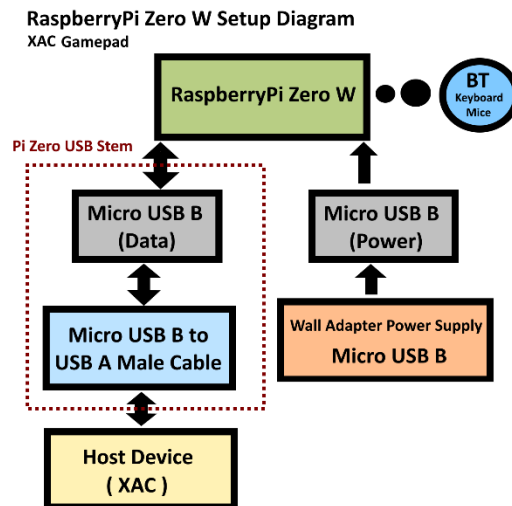 RaspberryPi Zero W Setup Diagram
XAC Gamepad
RaspberryPi Zero W
BT
Keyboard
Mice
Pi Zero USB Stem
Micro USB B
(Data)
Micro USB B
(Power)
Micro USB B to
USB A Male Cable
Wall Adapter Power Supply
Micro USB B
Host Device
( XAC )